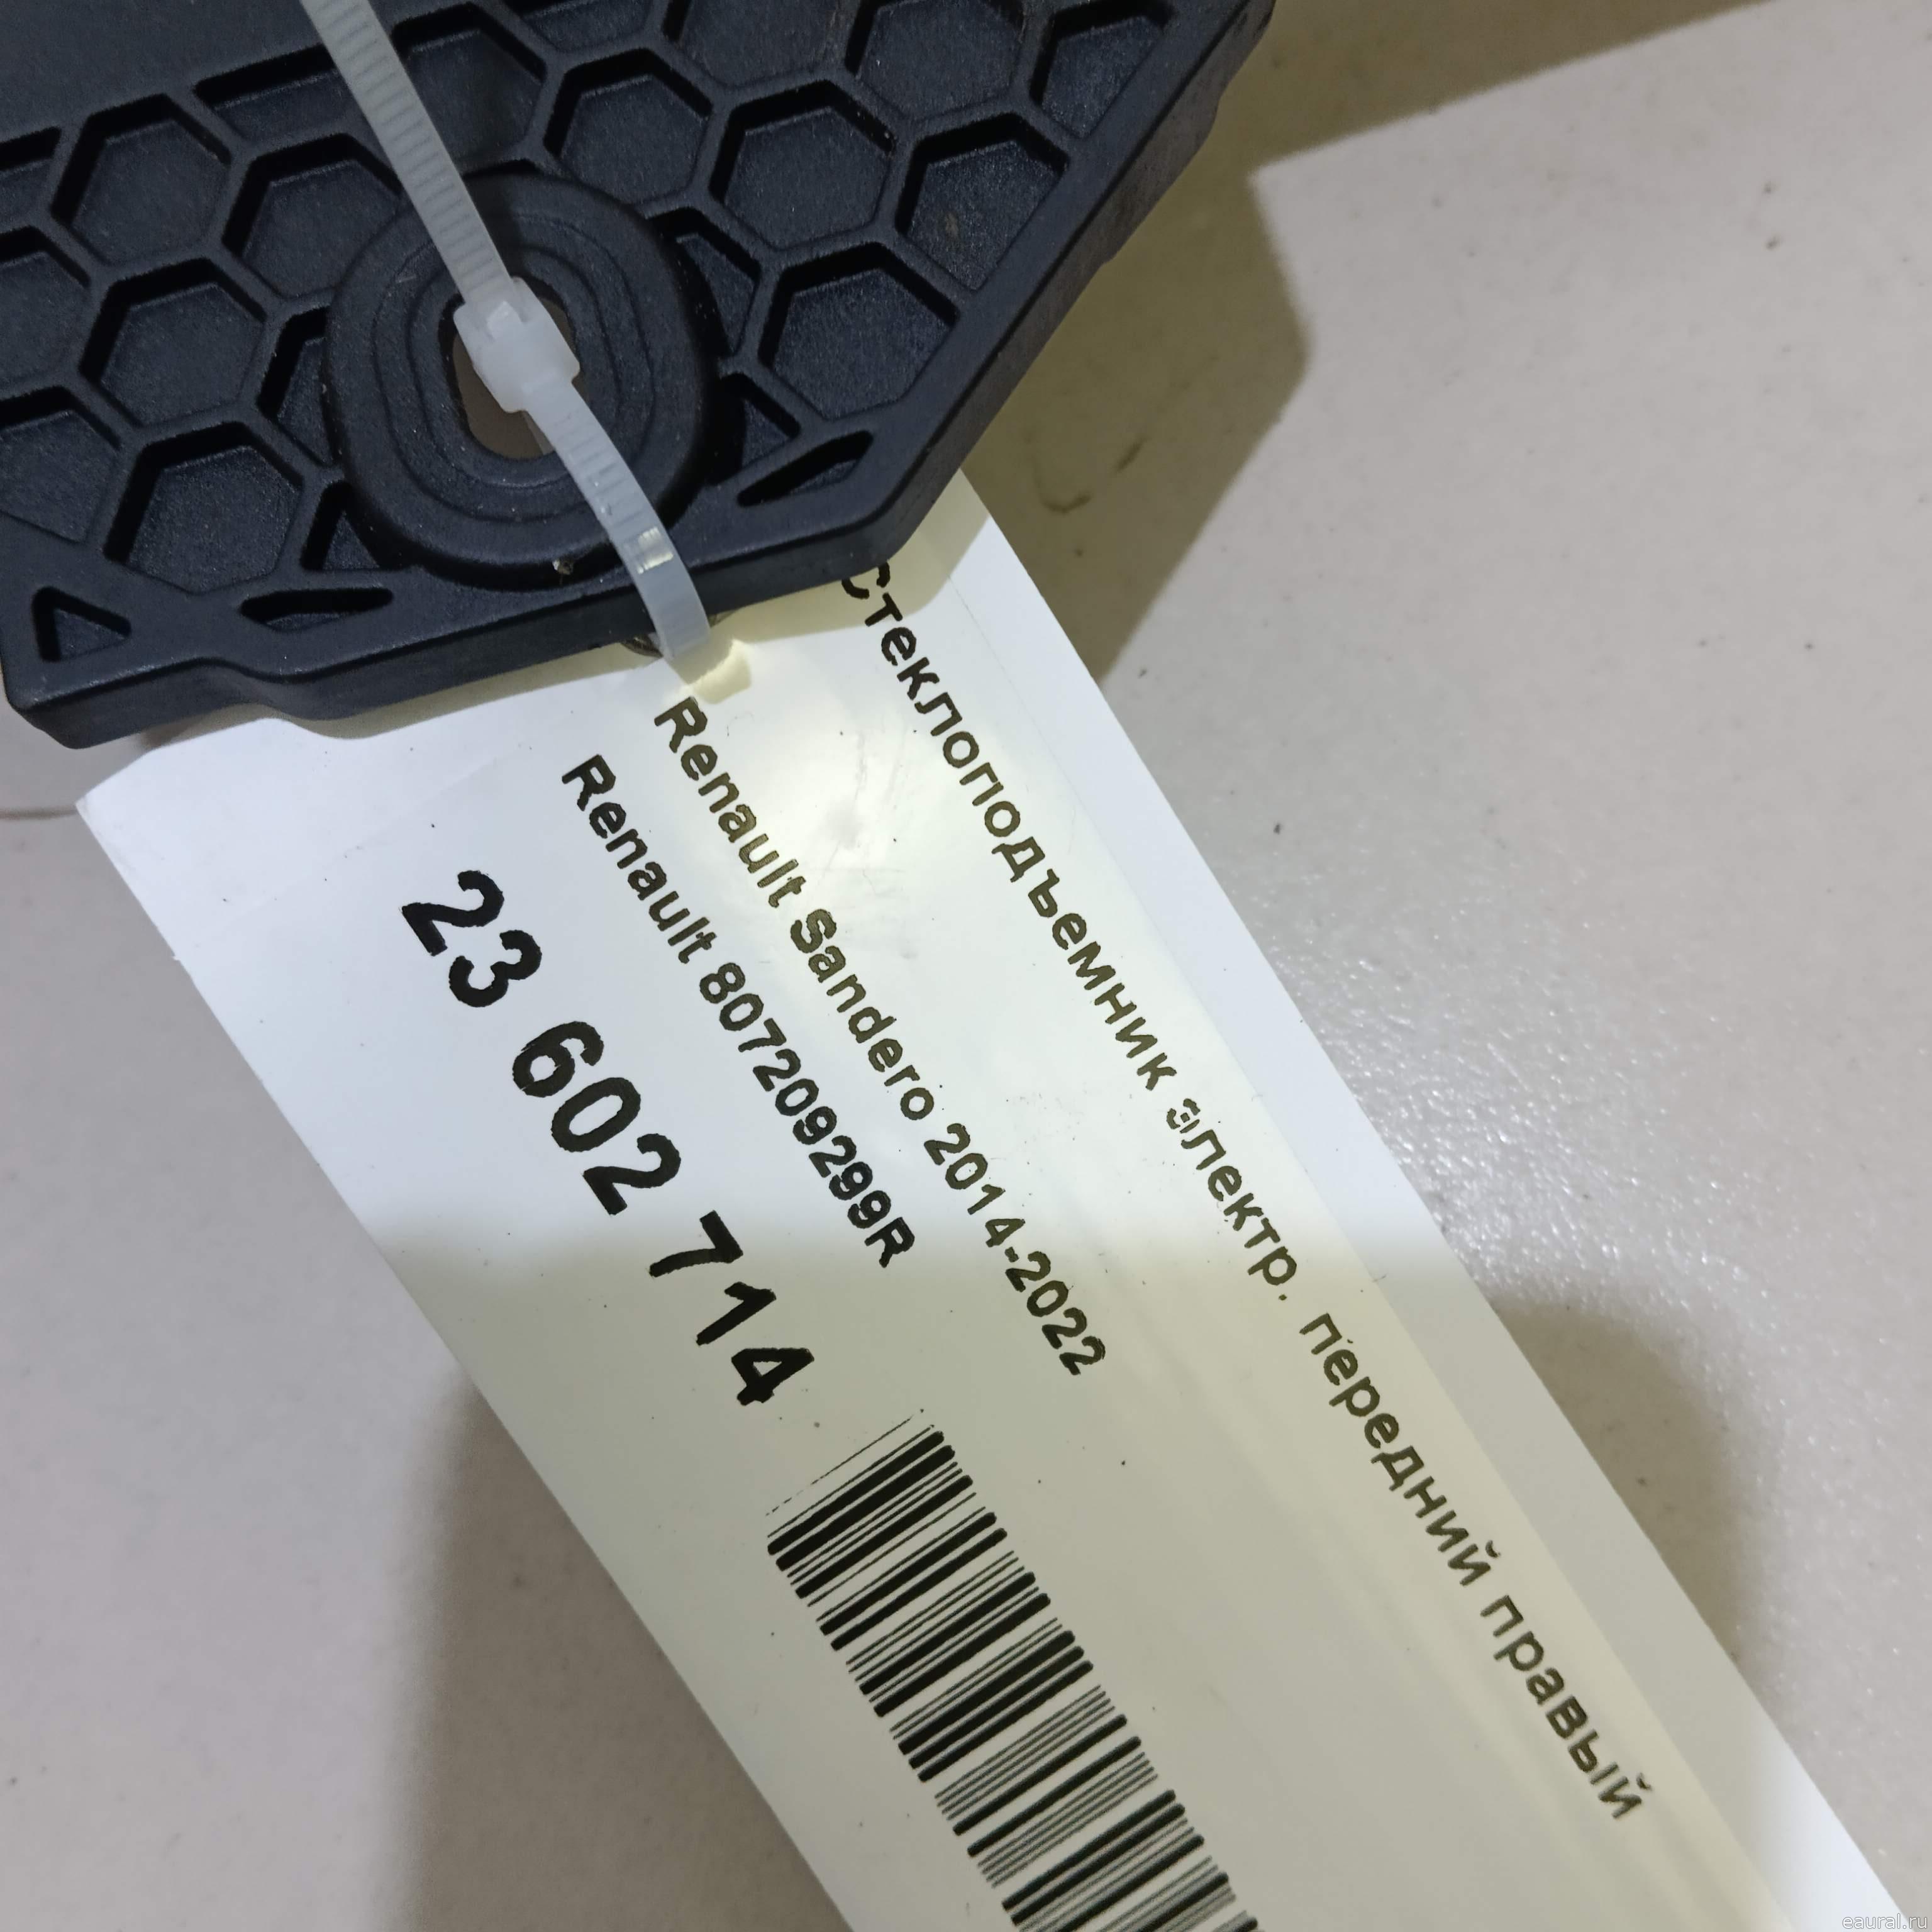 Стеклоподъемник электр. передний правый
Renault Sandero 2014-2022
Renault 807209299R
23 602 714
eaural.ru